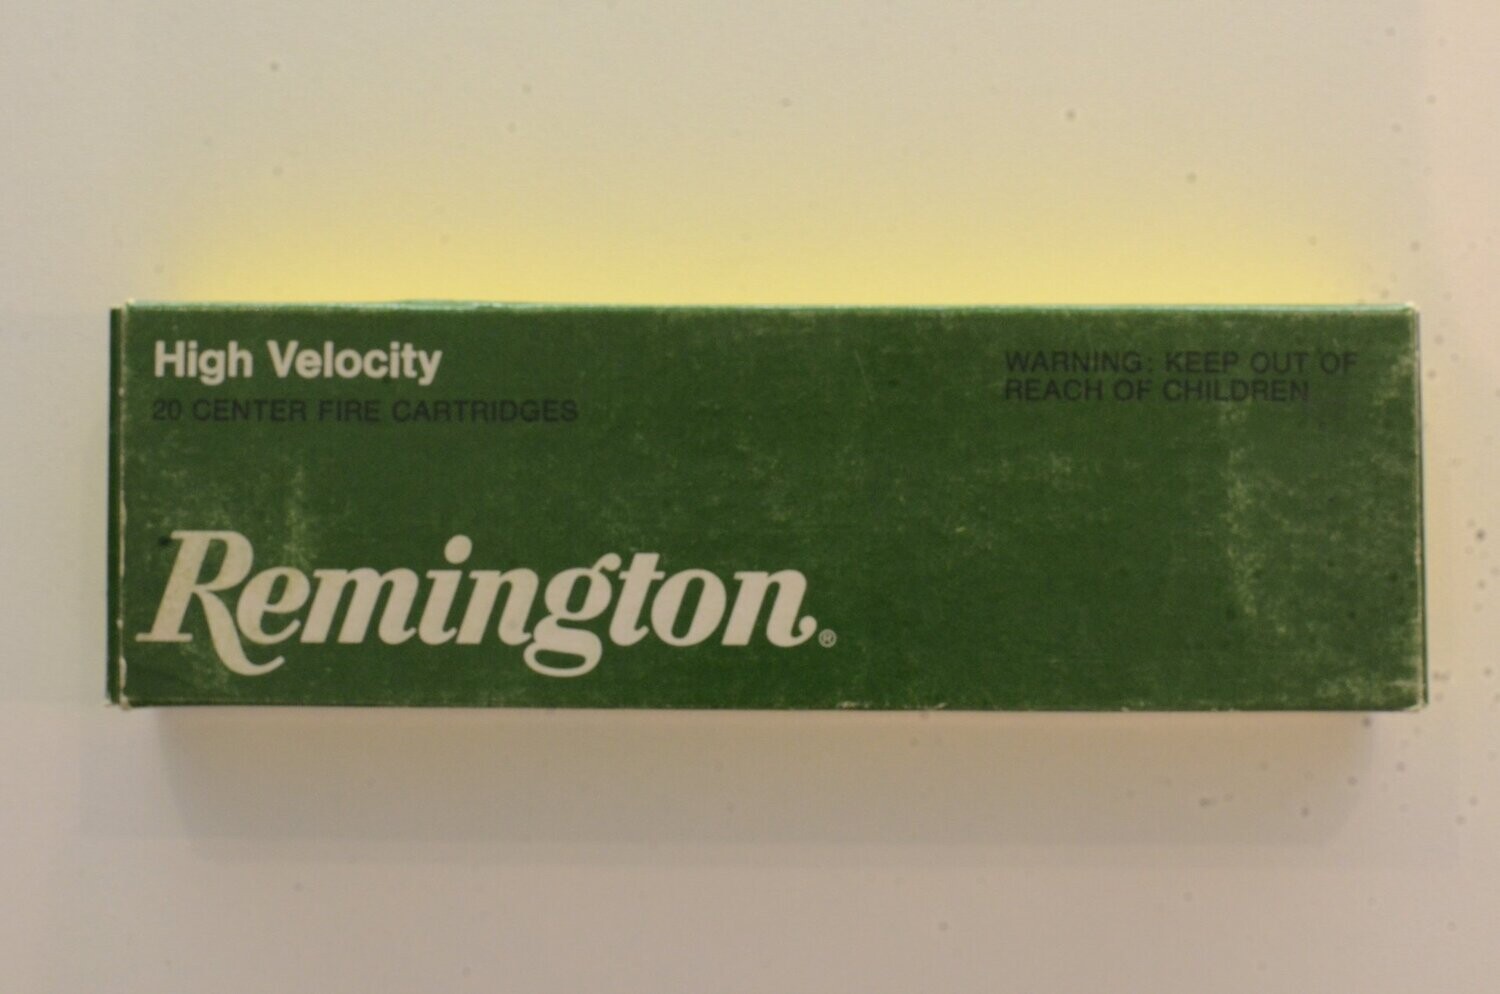 High Velocity
20 CENTER FIRE CARTRIDGES
WARNING: KEEP OUT OF
REACH OF CHILDREN
Remington®